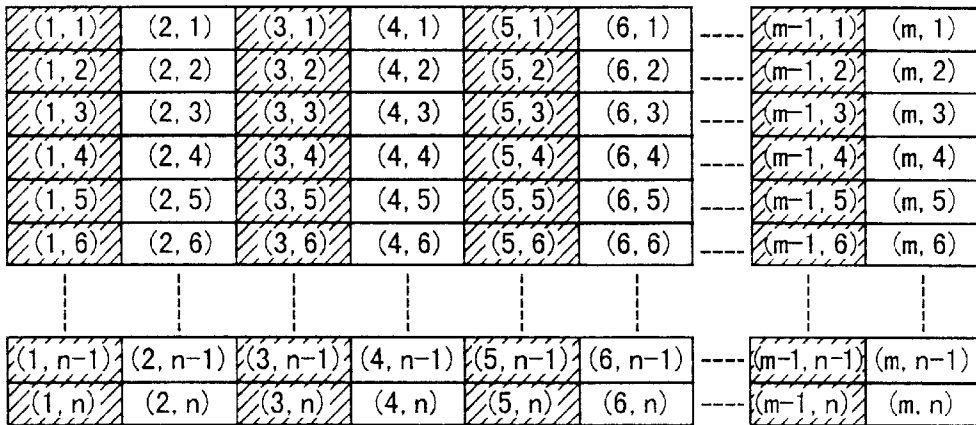 (1, 1) (2, 1) (3, 1) (4, 1) (5, 1) (6, 1) (m-1, 1) (m, 1)
(1, 2) (2, 2) (3, 2) (4, 2) (5, 2) (6, 2) (m-1, 2) (m, 2)
(1, 3) (2, 3) (3, 3) (4, 3) (5, 3) (6, 3) (m-1, 3) (m, 3)
(1, 4) (2, 4) (3, 4) (4, 4) (5, 4) (6, 4) (m-1, 4) (m, 4)
(1, 5) (2, 5) (3, 5) (4, 5) (5, 5) (6, 5) (m-1, 5) (m, 5)
(1, 6) (2, 6) (3, 6) (4, 6) (5, 6) (6, 6) (m-1, 6) (m, 6)
(1, n-1) (2, n-1) (3, n-1) (4, n-1) (5, n-1) (6, n-1) (m-1, n-1) (m, n-1)
(1, n) (2, n) (3, n) (4, n) (5, n) (6, n) (m-1, n) (m, n)